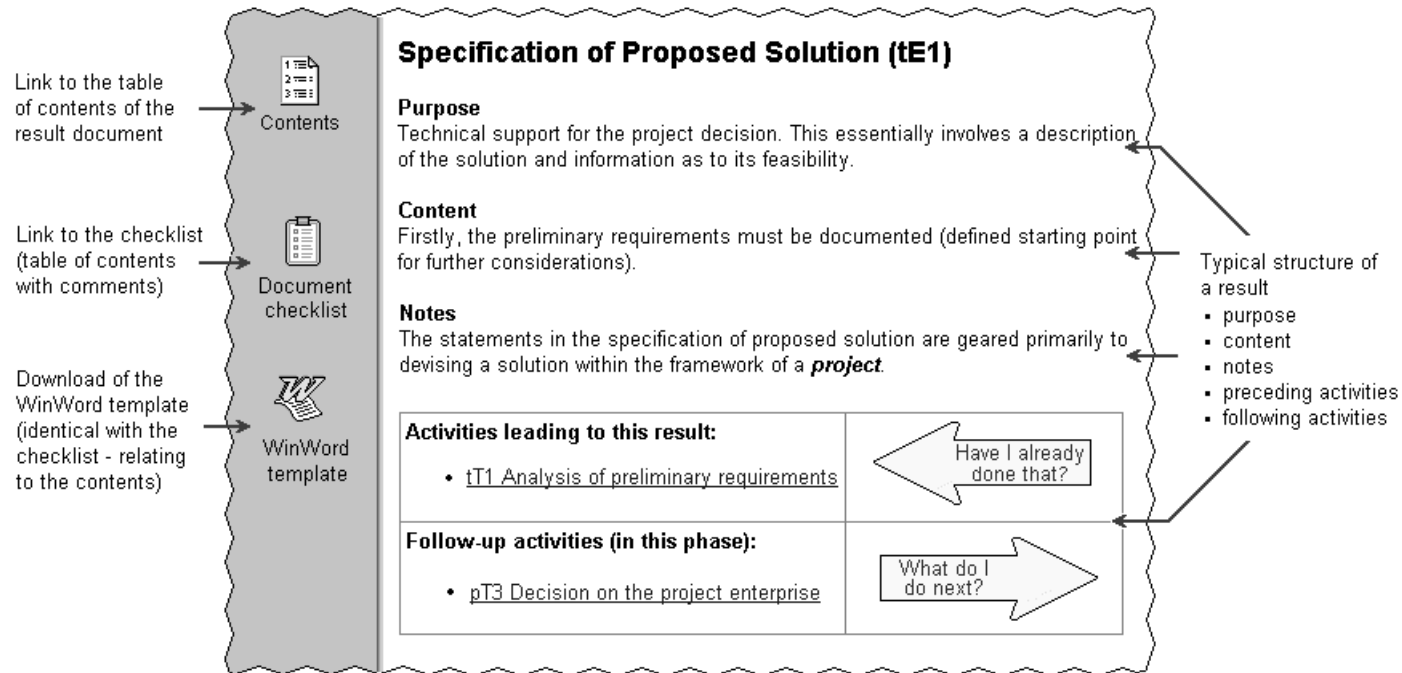 Link to the table
of contents of the
result document
Link to the checklist
(table of contents
with comments)
Download of the
WinWord template
(identical with the
checklist - relating
to the contents)
1
2
3
Contents
Document
checklist
W
WinWord
template
Specification of Proposed Solution (tE1)
Purpose
Technical support for the project decision. This essentially involves a description
of the solution and information as to its feasibility.
Content
Firstly, the preliminary requirements must be documented (defined starting point
for further considerations).
Notes
The statements in the specification of proposed solution are geared primarily to
devising a solution within the framework of a project.
Activities leading to this result:
• tT1 Analysis of preliminary requirements
Have I already
done that?
Follow-up activities (in this phase):
• pT3 Decision on the project enterprise
What do I
do next?
Typical structure of
a result
▪ purpose
▪ content
▪ notes
▪ preceding activities
▪ following activities